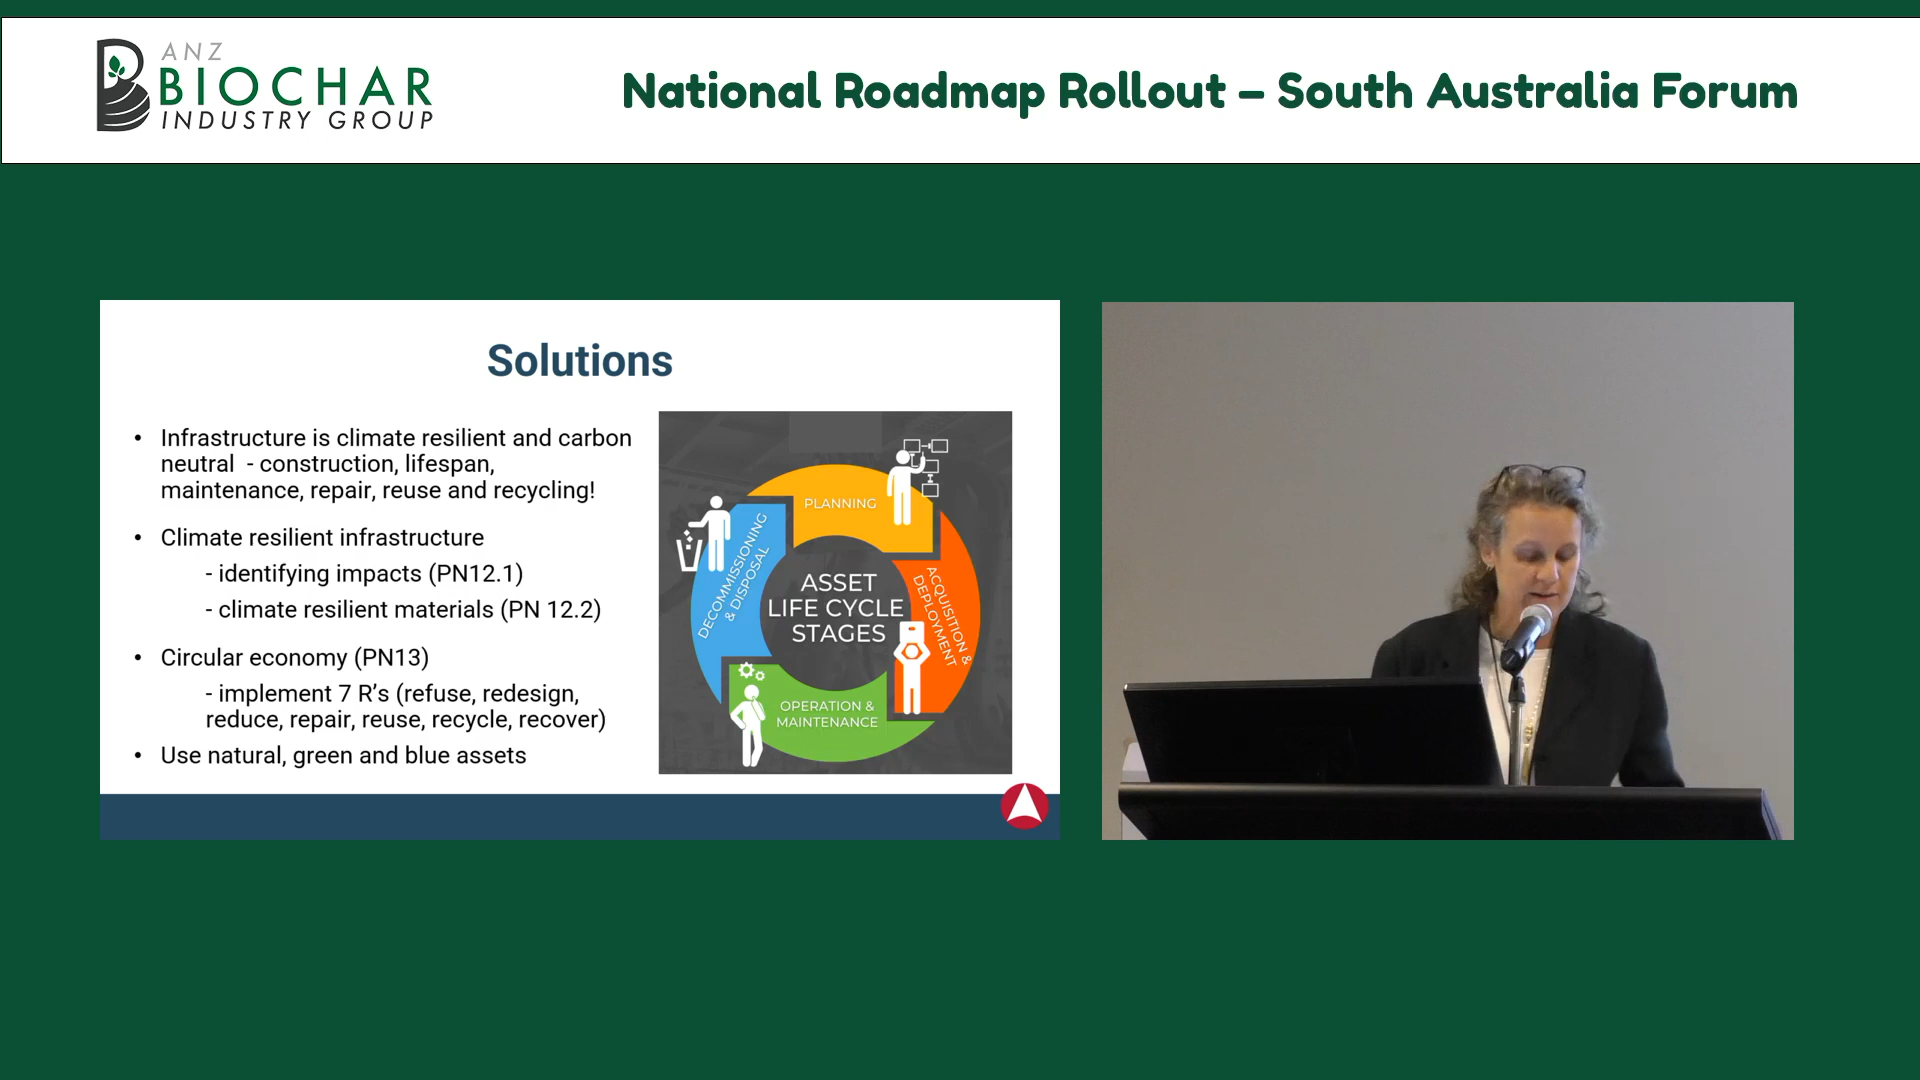 ANZ
BIOCHAR
INDUSTRY GROUP
National Roadmap Rollout – South Australia Forum
Solutions
• Infrastructure is climate resilient and carbon
neutral - construction, lifespan,
maintenance, repair, reuse and recycling!
• Climate resilient infrastructure
- identifying impacts (PN12.1)
- climate resilient materials (PN 12.2)
• Circular economy (PN13)
- implement 7 R’s (refuse, redesign,
reduce, repair, reuse, recycle, recover)
• Use natural, green and blue assets
PLANNING
ACQUISITION &
DEPLOYMENT
OPERATION &
MAINTENANCE
DECOMMISSIONING
& DISPOSAL
ASSET
LIFE CYCLE
STAGES